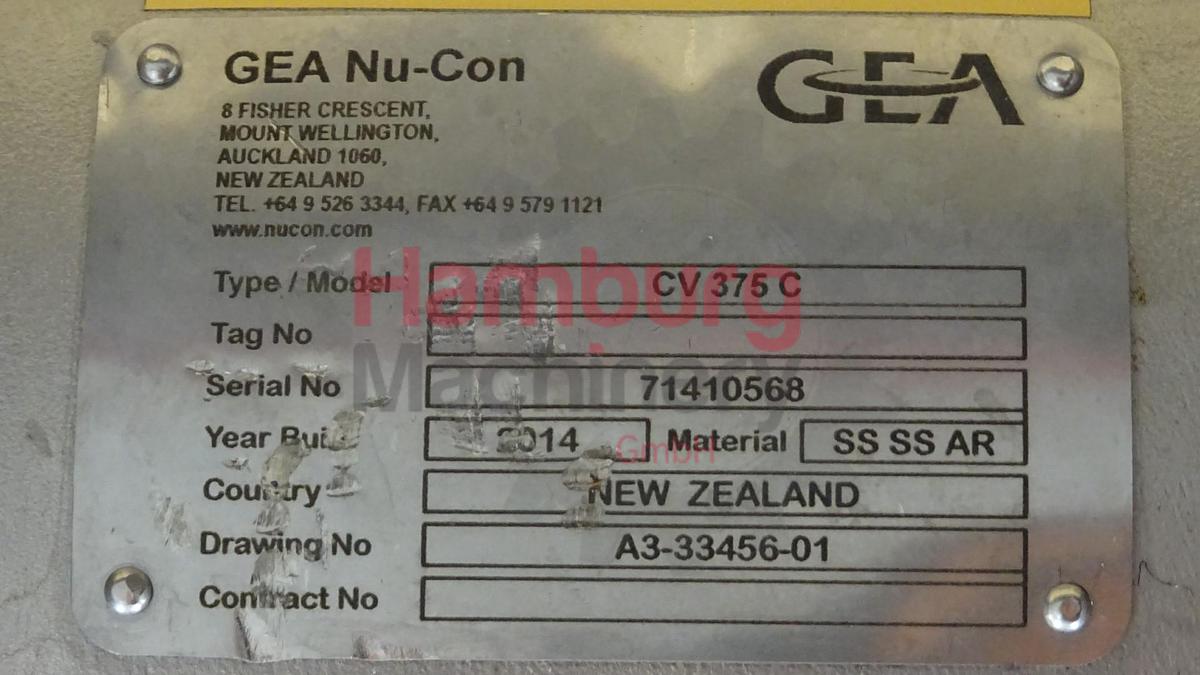 GEA Nu-Con
GEA
8 FISHER CRESCENT,
MOUNT WELLINGTON,
AUCKLAND 1060,
NEW ZEALAND
TEL. +64 9 526 3344, FAX +64 9 579 1121
www.nucon.com
Type / Model CV 375 C
Tag No
Serial No 71410568
Year Built 2014 Material SS SS AR
Country NEW ZEALAND
Drawing No A3-33456-01
Contract No
Hamburg
Machinery
GmbH